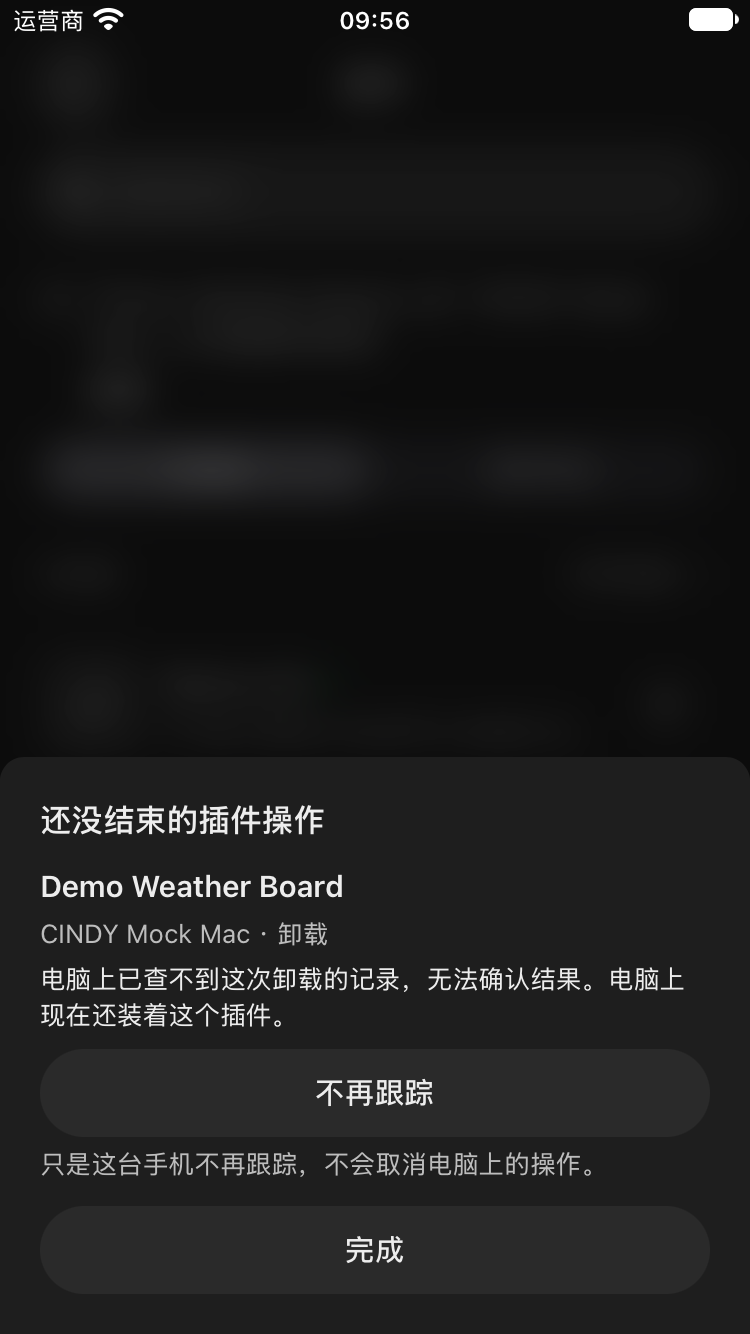 运营商
09:56
还没结束的插件操作
Demo Weather Board
CINDY Mock Mac · 卸载
电脑上已查不到这次卸载的记录，无法确认结果。电脑上
现在还装着这个插件。
不再跟踪
只是这台手机不再跟踪，不会取消电脑上的操作。
完成